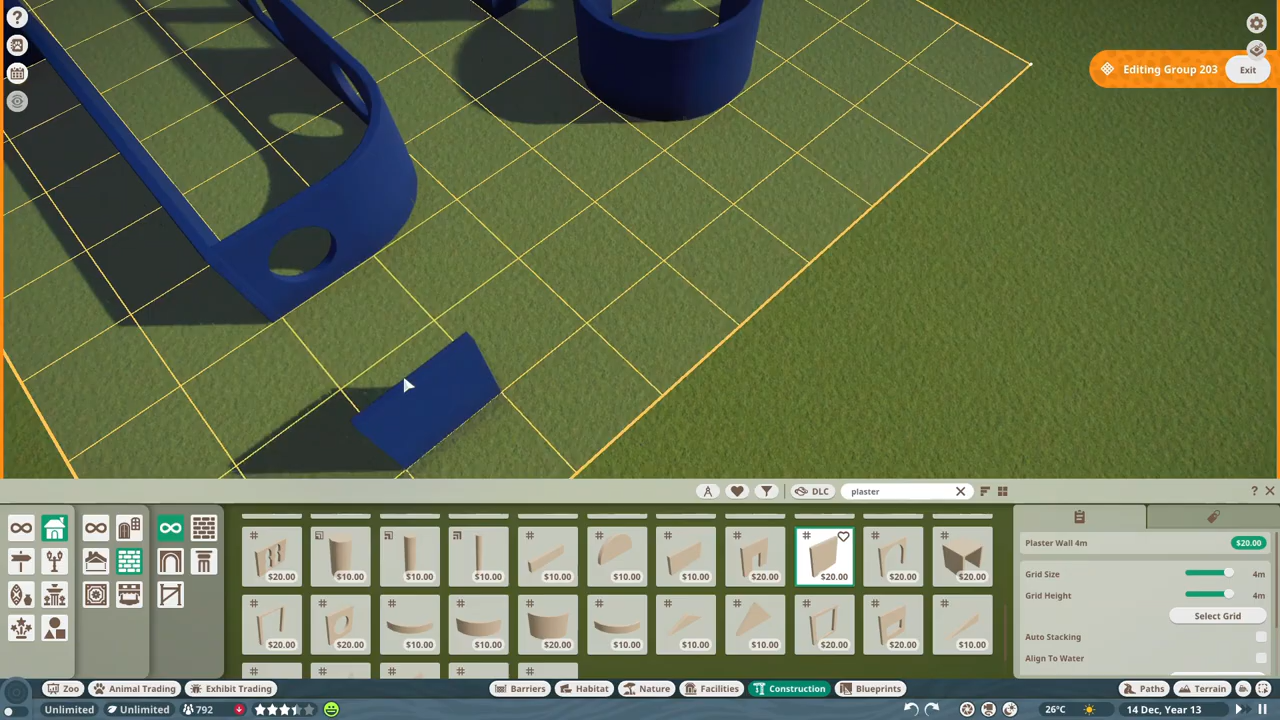 ?
Editing Group 203
Exit
DLC
plaster
?
$20.00 $10.00 $10.00 $10.00 $10.00 $10.00 $10.00 $20.00 $20.00 $20.00 $20.00
$20.00 $20.00 $10.00 $10.00 $20.00 $10.00 $10.00 $10.00 $20.00 $20.00 $10.00
Plaster Wall 4m $20.00
Grid Size 4m
Grid Height 4m
Select Grid
Auto Stacking
Align To Water
Zoo Animal Trading Exhibit Trading Barriers Habitat Nature Facilities Construction Blueprints Paths Terrain
Unlimited Unlimited 792 26°C 14 Dec, Year 13